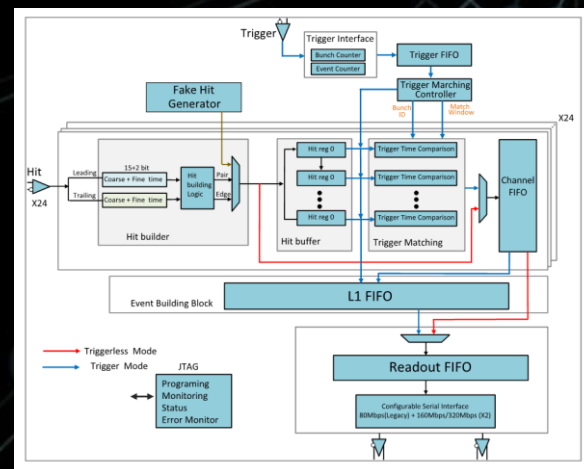 Trigger
Trigger Interface
Bunch Counter
Event Counter
Trigger FIFO
Trigger Marching
Controller
Fake Hit
Generator
Bunch
ID
Match
Window
X24
Hit
X24
Leading
Trailing
15+2 bit
Coarse + Fine time
Coarse + Fine time
Hit
building
Logic
Pair
Edge
Hit builder
Hit reg 0
Hit reg 0
Hit reg 0
Hit buffer
Trigger Time Comparison
Trigger Time Comparison
Trigger Time Comparison
Trigger Matching
Channel
FIFO
Event Building Block
L1 FIFO
Triggerless Mode
Trigger Mode
JTAG
Programing
Monitoring
Status
Error Monitor
Readout FIFO
Configurable Serial Interface
80Mbps(Legacy) + 160Mbps/320Mbps (X2)